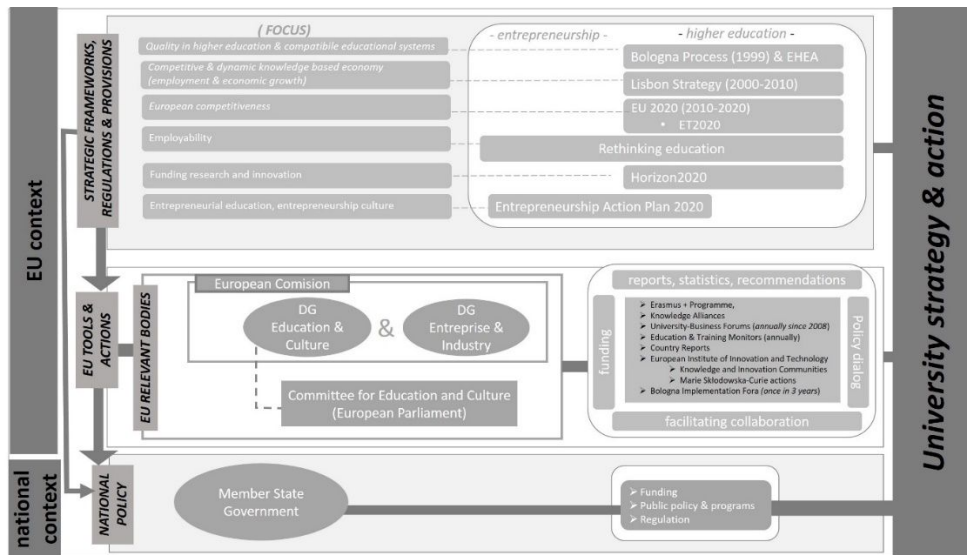 EU context
national context
STRATEGIC FRAMEWORKS,
REGULATIONS & PROVISIONS
( FOCUS)
- entrepreneurship -
- higher education -
Quality in higher education & compatibile educational systems
Bologna Process (1999) & EHEA
Competitive & dynamic knowledge based economy
(employment & economic growth)
Lisbon Strategy (2000-2010)
European competitiveness
EU 2020 (2010-2020)
• ET2020
Employability
Rethinking education
Funding research and innovation
Horizon2020
Entrepreneurial education, entrepreneurship culture
Entrepreneurship Action Plan 2020
EU TOOLS &
ACTIONS
EU RELEVANT BODIES
European Comision
DG
Education &
Culture
&
DG
Entreprise &
Industry
Committee for Education and Culture
(European Parliament)
reports, statistics, recommendations
funding
➢ Erasmus + Programme,
➢ Knowledge Alliances
➢ University-Business Forums (annually since 2008)
➢ Education & Training Monitors (annually)
➢ Country Reports
➢ European Institute of Innovation and Technology
➢ Knowledge and Innovation Communities
➢ Marie Skłodowska-Curie actions
➢ Bologna Implementation Fora (once in 3 years)
Policy dialog
facilitating collaboration
NATIONAL
POLICY
Member State
Government
➢ Funding
➢ Public policy & programs
➢ Regulation
University strategy & action